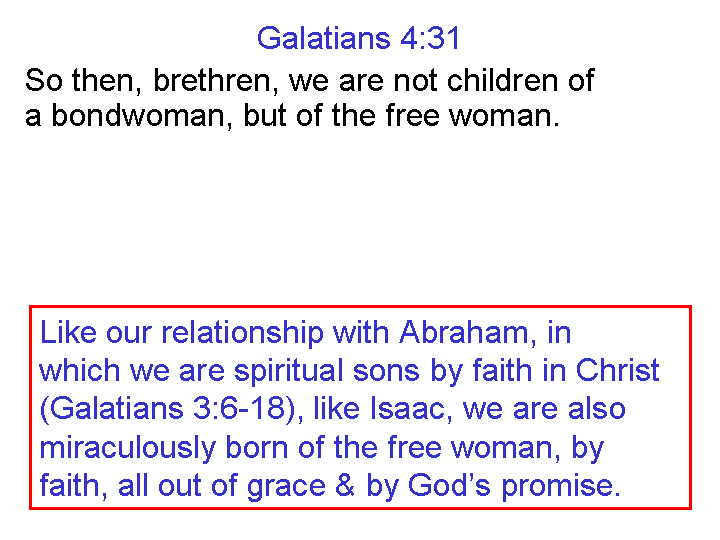 Galatians 4:31
So then, brethren, we are not children of
a bondwoman, but of the free woman.
Like our relationship with Abraham, in
which we are spiritual sons by faith in Christ
(Galatians 3:6-18), like Isaac, we are also
miraculously born of the free woman, by
faith, all out of grace & by God’s promise.